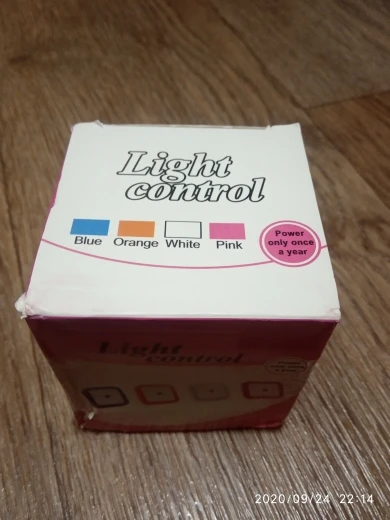 Light
control
Blue Orange White Pink
Power
only once
a year
Light
control
2020/09/24 22:14